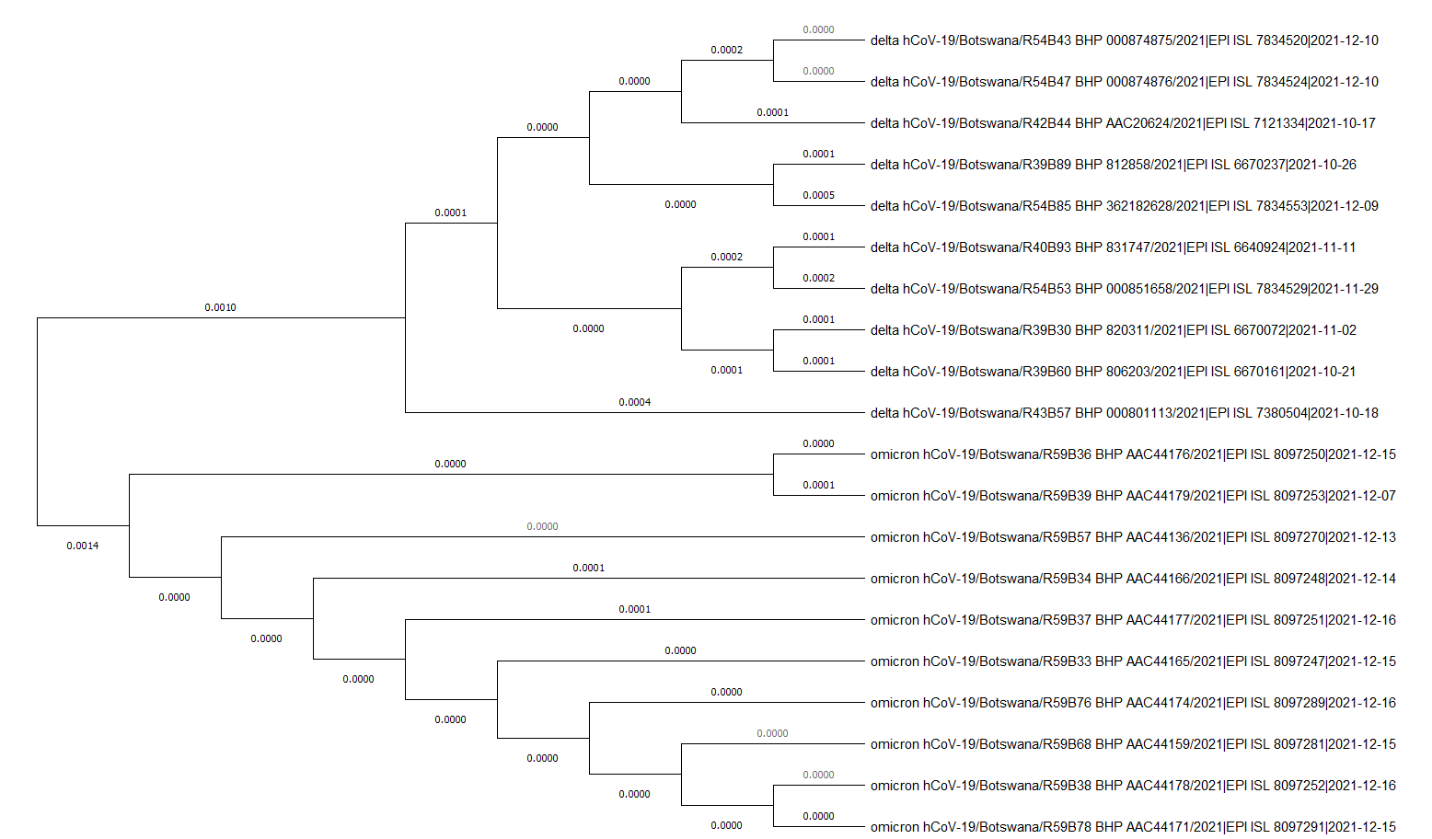 0.0000
delta hCoV-19/Botswana/R54B43 BHP 000874875/2021|EPI ISL 7834520|2021-12-10
0.0002
0.0000
delta hCoV-19/Botswana/R54B47 BHP 000874876/2021|EPI ISL 7834524|2021-12-10
0.0000
0.0001
delta hCoV-19/Botswana/R42B44 BHP AAC20624/2021|EPI ISL 7121334|2021-10-17
0.0000
0.0001
delta hCoV-19/Botswana/R39B89 BHP 812858/2021|EPI ISL 6670237|2021-10-26
0.0005
0.0000
delta hCoV-19/Botswana/R54B85 BHP 362182628/2021|EPI ISL 7834553|2021-12-09
0.0001
0.0001
delta hCoV-19/Botswana/R40B93 BHP 831747/2021|EPI ISL 6640924|2021-11-11
0.0002
0.0002
delta hCoV-19/Botswana/R54B53 BHP 000851658/2021|EPI ISL 7834529|2021-11-29
0.0010
0.0000
0.0001
delta hCoV-19/Botswana/R39B30 BHP 820311/2021|EPI ISL 6670072|2021-11-02
0.0001
0.0001
delta hCoV-19/Botswana/R39B60 BHP 806203/2021|EPI ISL 6670161|2021-10-21
0.0004
delta hCoV-19/Botswana/R43B57 BHP 000801113/2021|EPI ISL 7380504|2021-10-18
0.0000
omicron hCoV-19/Botswana/R59B36 BHP AAC44176/2021|EPI ISL 8097250|2021-12-15
0.0000
0.0001
omicron hCoV-19/Botswana/R59B39 BHP AAC44179/2021|EPI ISL 8097253|2021-12-07
0.0014
0.0000
omicron hCoV-19/Botswana/R59B57 BHP AAC44136/2021|EPI ISL 8097270|2021-12-13
0.0000
0.0001
omicron hCoV-19/Botswana/R59B34 BHP AAC44166/2021|EPI ISL 8097248|2021-12-14
0.0000
0.0001
omicron hCoV-19/Botswana/R59B37 BHP AAC44177/2021|EPI ISL 8097251|2021-12-16
0.0000
0.0000
omicron hCoV-19/Botswana/R59B33 BHP AAC44165/2021|EPI ISL 8097247|2021-12-15
0.0000
0.0000
omicron hCoV-19/Botswana/R59B76 BHP AAC44174/2021|EPI ISL 8097289|2021-12-16
0.0000
0.0000
omicron hCoV-19/Botswana/R59B68 BHP AAC44159/2021|EPI ISL 8097281|2021-12-15
0.0000
0.0000
omicron hCoV-19/Botswana/R59B38 BHP AAC44178/2021|EPI ISL 8097252|2021-12-16
0.0000
0.0000
omicron hCoV-19/Botswana/R59B78 BHP AAC44171/2021|EPI ISL 8097291|2021-12-15